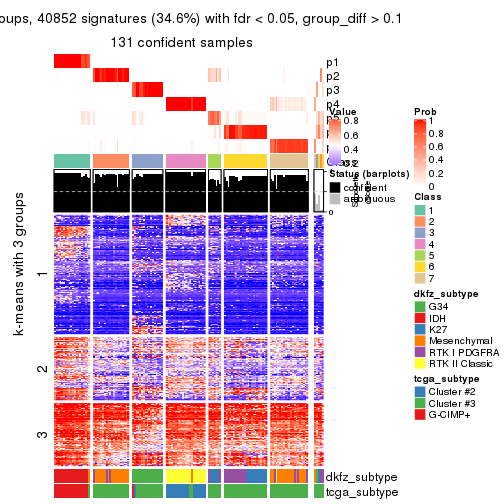 oups, 40852 signatures (34.6%) with fdr < 0.05, group_diff > 0.1
131 confident samples
p1
p2
p3
p4
Value
0.8
0.6
0.4
0.2
Status (barplots)
confident
ambiguous
0
Prob
1
0.8
0.6
0.4
0.2
0
Class
1
2
3
4
5
6
7
dkfz_subtype
G34
IDH
K27
Mesenchymal
RTK I PDGFRA
RTK II Classic
tcga_subtype
Cluster #2
Cluster #3
G-CIMP+
k-means with 3 groups
1
2
3
dkfz_subtype
tcga_subtype